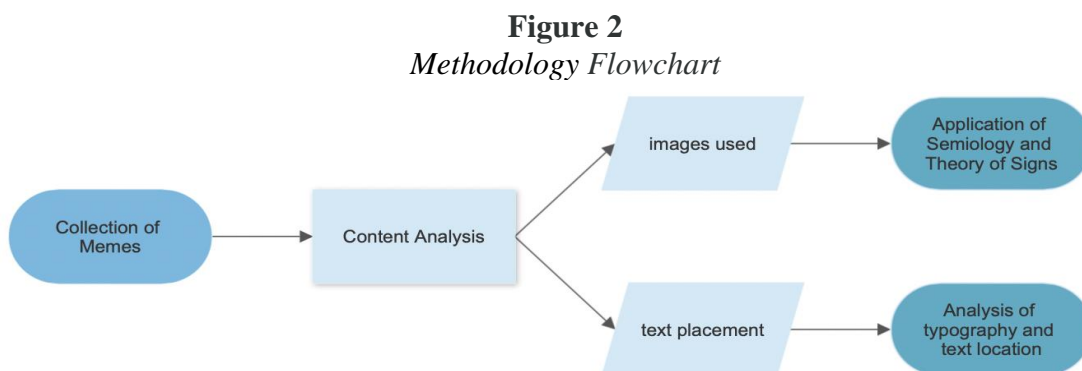 Figure 2
Methodology Flowchart
Collection of
Memes
Content Analysis
images used
Application of
Semiology and
Theory of Signs
text placement
Analysis of
typography and
text location